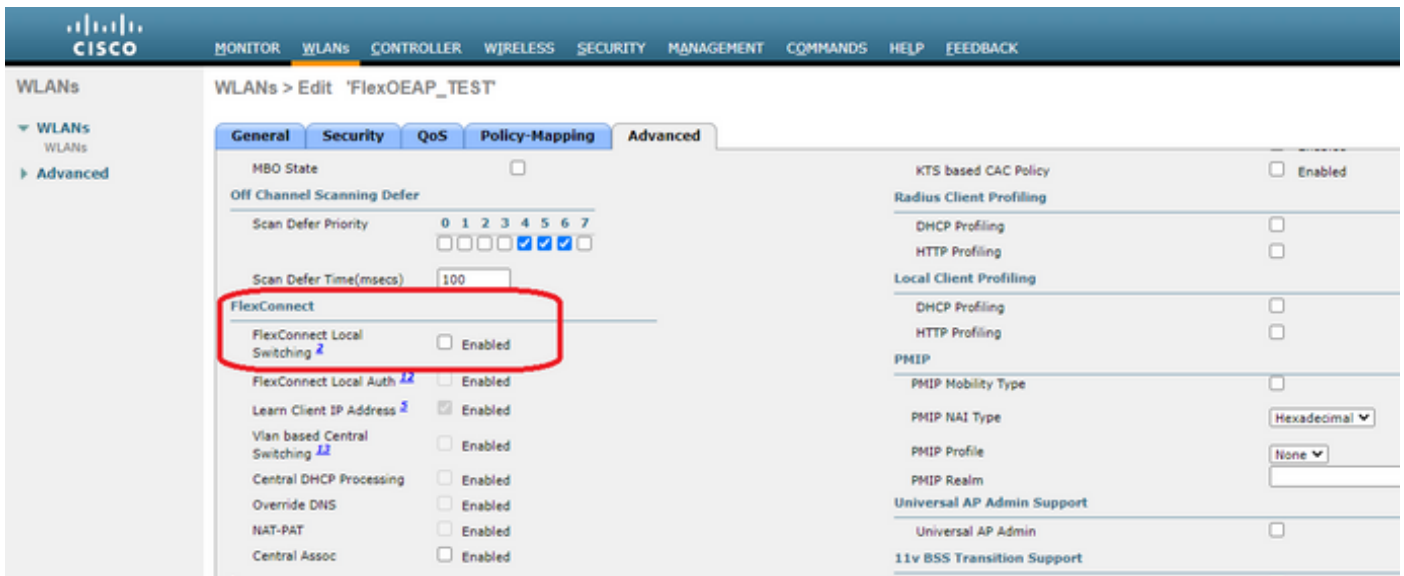 CISCO
MONITOR WLANs CONTROLLER WIRELESS SECURITY MANAGEMENT COMMANDS HELP FEEDBACK
WLANs
WLANs
WLANs
Advanced
WLANs > Edit 'FlexOEAP_TEST'
General Security QoS Policy-Mapping Advanced
MBO State
Off Channel Scanning Defer
Scan Defer Priority 0 1 2 3 4 5 6 7
Scan Defer Time(msecs) 100
FlexConnect
FlexConnect Local
Switching 2 Enabled
FlexConnect Local Auth 12 Enabled
Learn Client IP Address 5 Enabled
Vlan based Central
Switching 13 Enabled
Central DHCP Processing Enabled
Override DNS Enabled
NAT-PAT Enabled
Central Assoc Enabled
KTS based CAC Policy Enabled
Radius Client Profiling
DHCP Profiling
HTTP Profiling
Local Client Profiling
DHCP Profiling
HTTP Profiling
PMIP
PMIP Mobility Type
PMIP NAI Type Hexadecimal
PMIP Profile None
PMIP Realm
Universal AP Admin Support
Universal AP Admin
11v BSS Transition Support